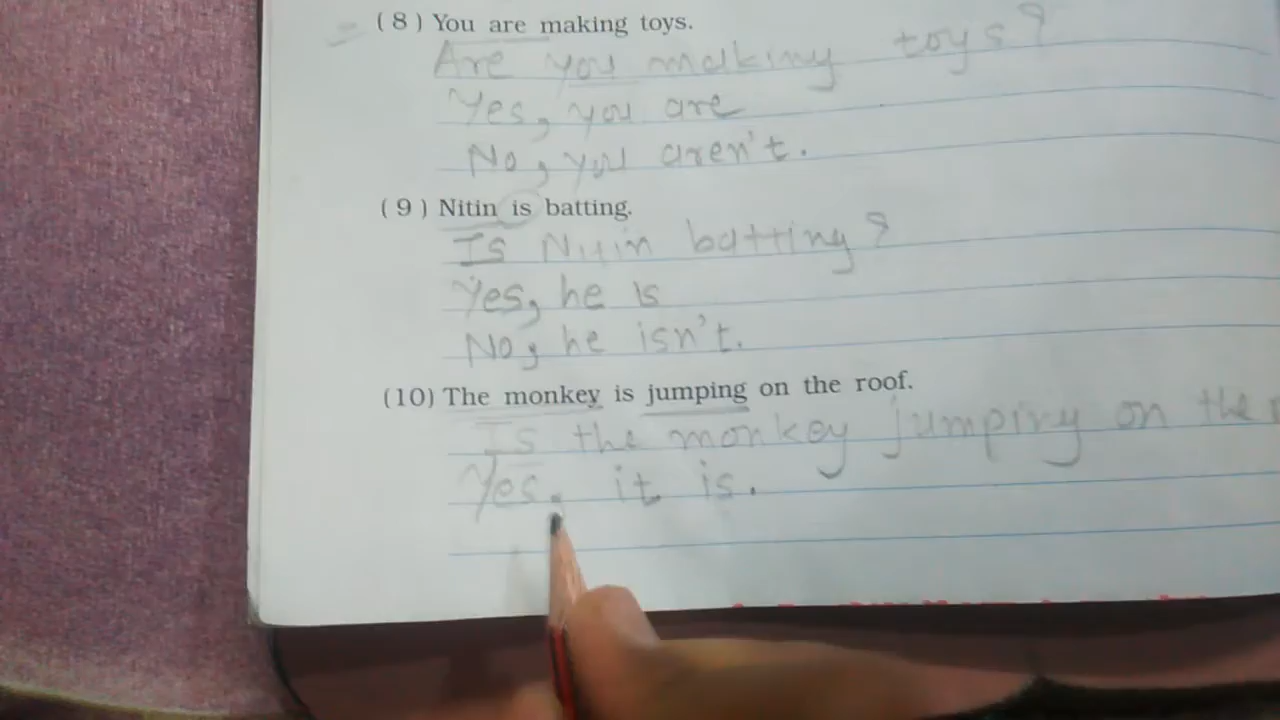 (8) You are making toys.
Are you making toys?
Yes, you are
No, you aren't.
(9) Nitin is batting.
Is Nitin batting?
Yes, he is
No, he isn't.
(10) The monkey is jumping on the roof.
Is the monkey jumping on the
Yes, it is.